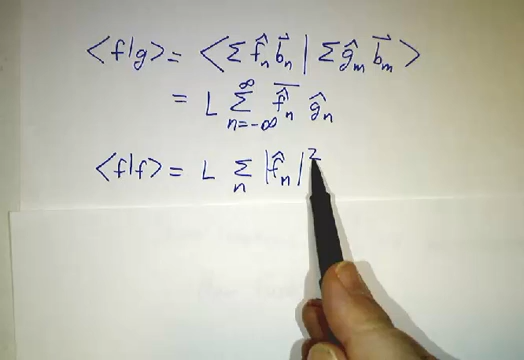 ⟨f|g⟩ = ⟨Σ f̂ₙ b⃗ₙ | Σ ĝₘ b⃗ₘ⟩
= L Σ_{n=-∞}^{∞} \overline{f̂ₙ} ĝₙ
⟨f|f⟩ = L Σₙ |f̂ₙ|²